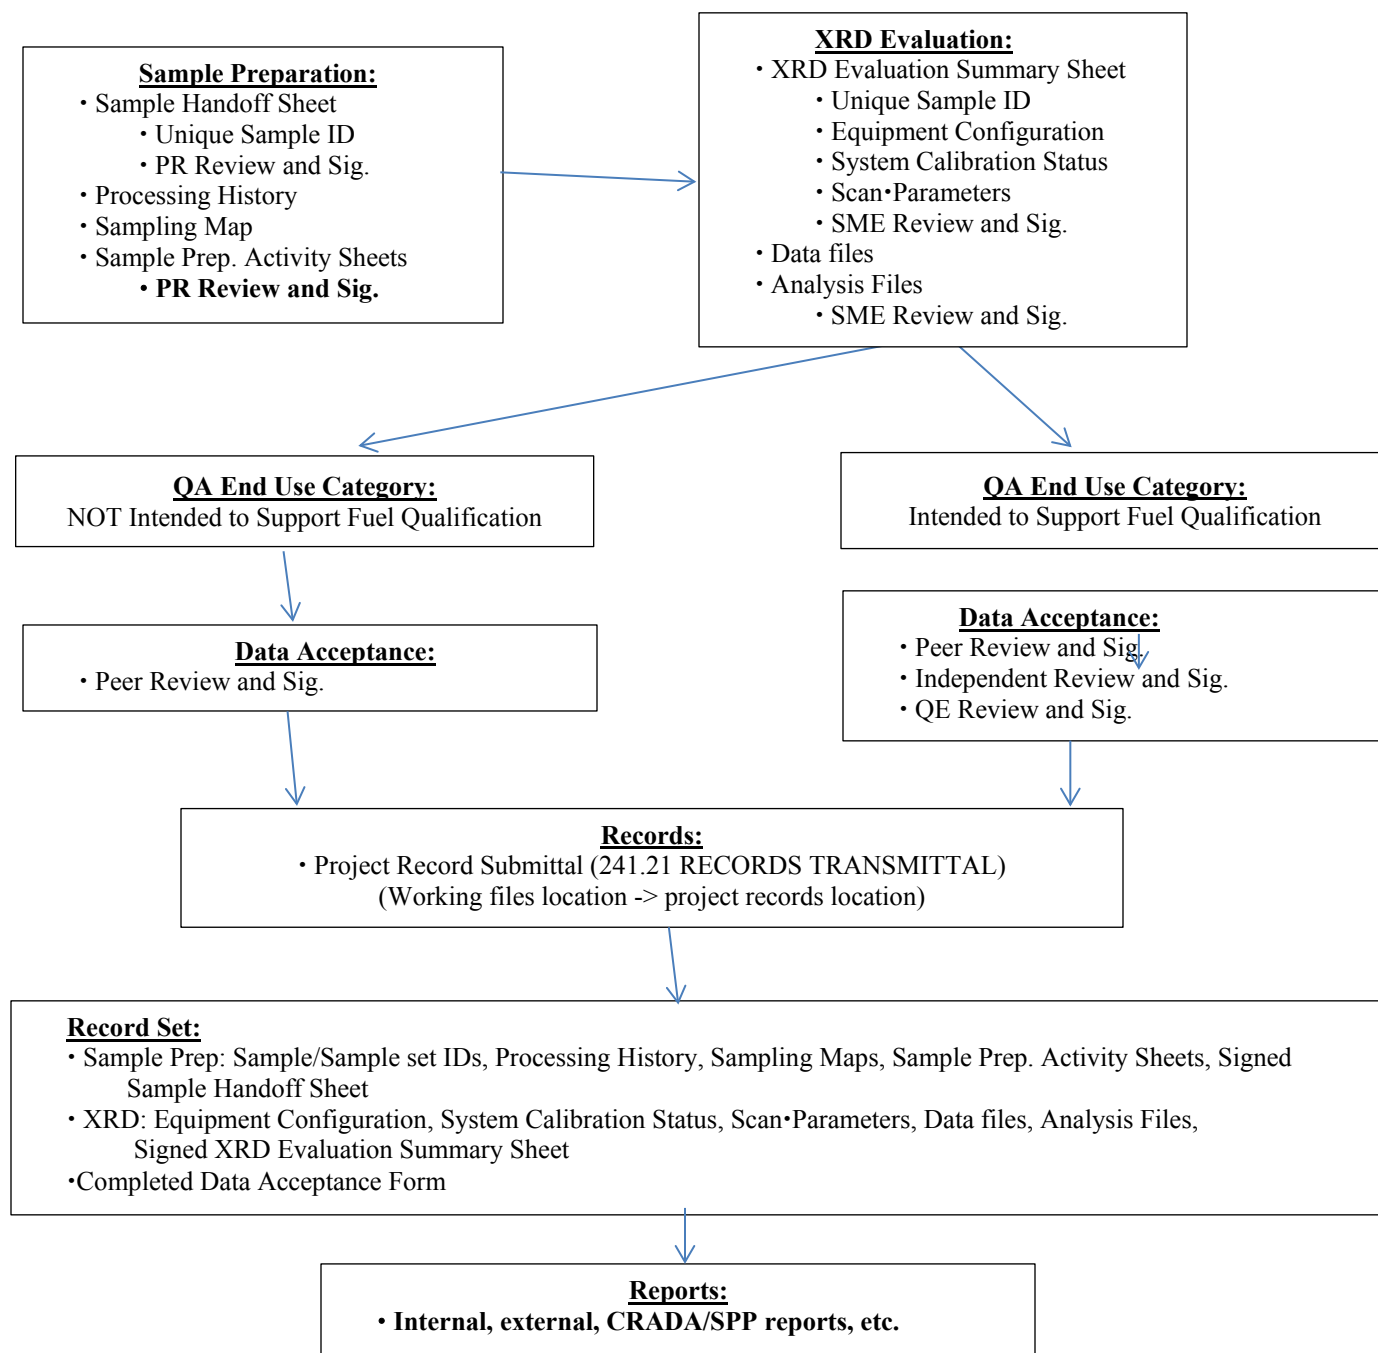 Sample Preparation:
· Sample Handoff Sheet
· Unique Sample ID
· PR Review and Sig.
· Processing History
· Sampling Map
· Sample Prep. Activity Sheets
· PR Review and Sig.
XRD Evaluation:
· XRD Evaluation Summary Sheet
· Unique Sample ID
· Equipment Configuration
· System Calibration Status
· Scan·Parameters
· SME Review and Sig.
· Data files
· Analysis Files
· SME Review and Sig.
QA End Use Category:
NOT Intended to Support Fuel Qualification
QA End Use Category:
Intended to Support Fuel Qualification
Data Acceptance:
· Peer Review and Sig.
Data Acceptance:
· Peer Review and Sig.
· Independent Review and Sig.
· QE Review and Sig.
Records:
· Project Record Submittal (241.21 RECORDS TRANSMITTAL)
(Working files location -> project records location)
Record Set:
· Sample Prep: Sample/Sample set IDs, Processing History, Sampling Maps, Sample Prep. Activity Sheets, Signed
Sample Handoff Sheet
· XRD: Equipment Configuration, System Calibration Status, Scan·Parameters, Data files, Analysis Files,
Signed XRD Evaluation Summary Sheet
·Completed Data Acceptance Form
Reports:
· Internal, external, CRADA/SPP reports, etc.